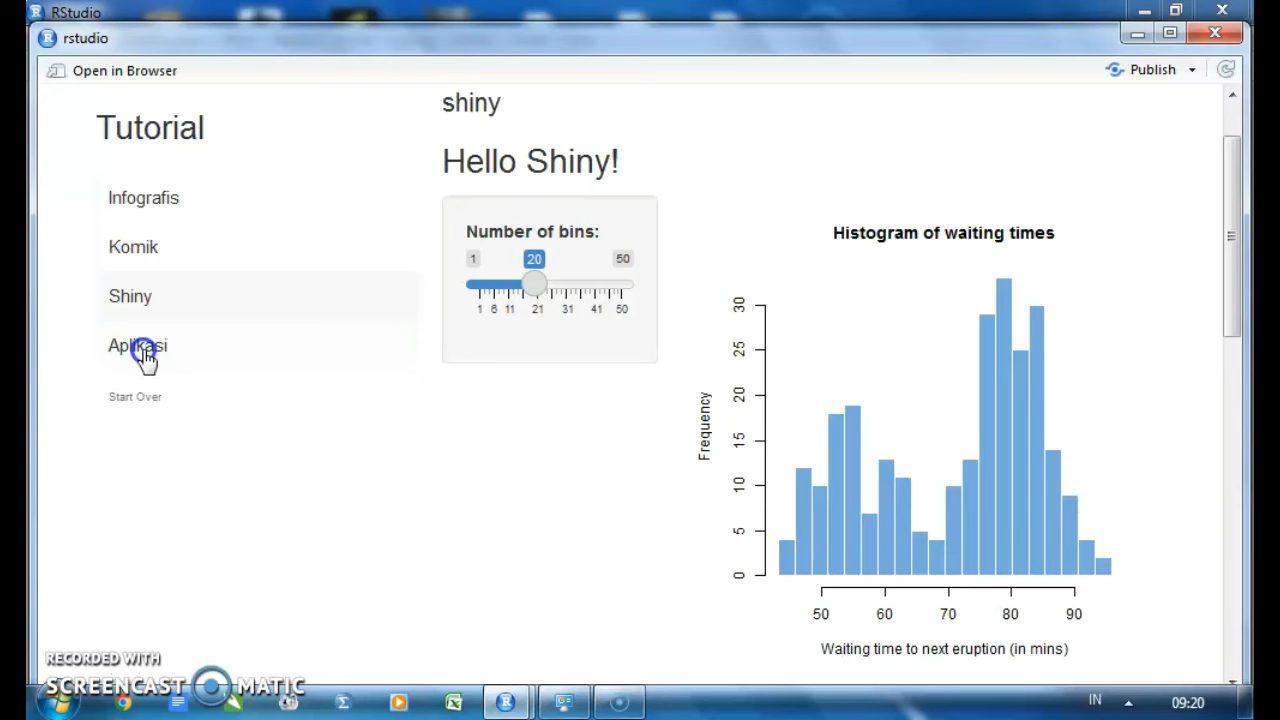 RStudio
rstudio
Open in Browser
Publish
Tutorial
Infografis
Komik
Shiny
Aplikasi
Start Over
shiny
Hello Shiny!
Number of bins:
1 20 50
1 6 11 21 31 41 50
Histogram of waiting times
Frequency
30
25
20
15
10
5
0
50 60 70 80 90
Waiting time to next eruption (in mins)
RECORDED WITH
SCREENCAST MATIC
IN
09:20